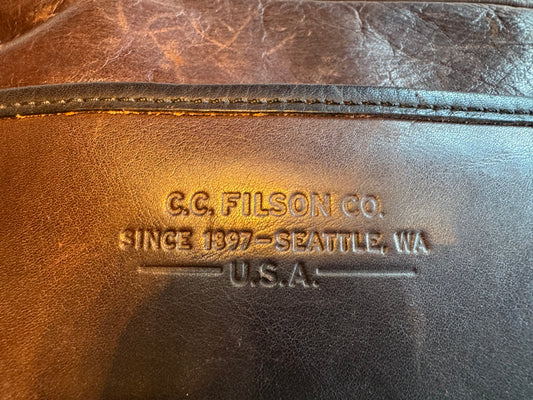 C.C. FILSON CO.
SINCE 1897-SEATTLE, WA
U.S.A.